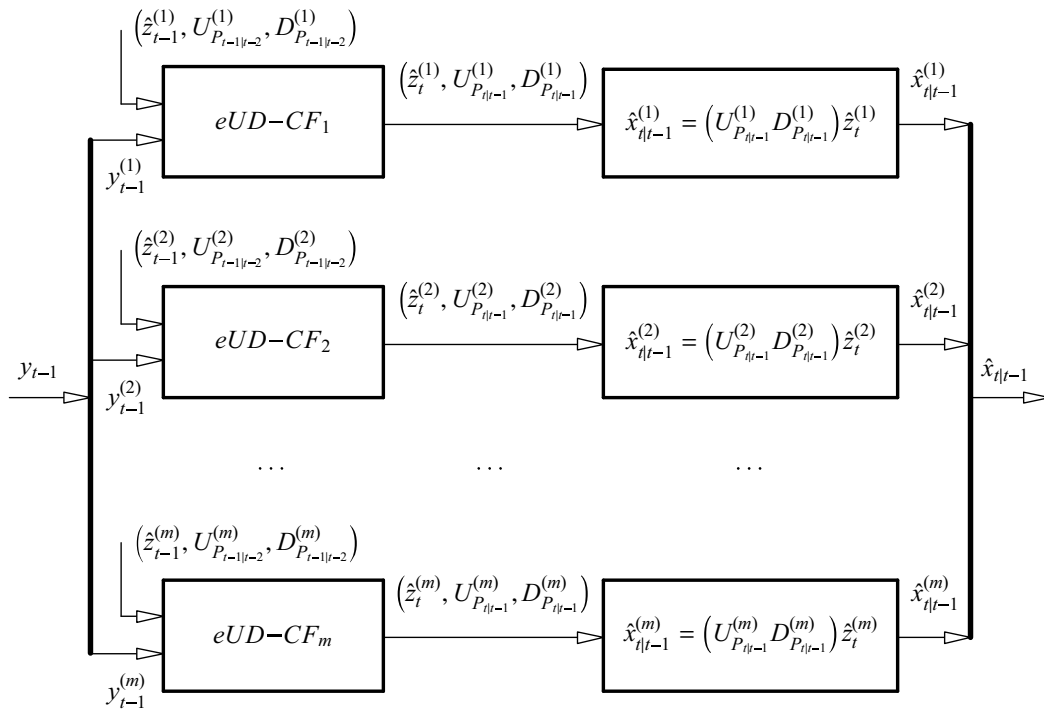 (ẑ_{t−1}^{(1)}, U_{P_{t−1|t−2}}^{(1)}, D_{P_{t−1|t−2}}^{(1)})
eUD−CF₁
y_{t−1}^{(1)}
(ẑ_t^{(1)}, U_{P_{t|t−1}}^{(1)}, D_{P_{t|t−1}}^{(1)})
x̂_{t|t−1}^{(1)} = (U_{P_{t|t−1}}^{(1)} D_{P_{t|t−1}}^{(1)}) ẑ_t^{(1)}
x̂_{t|t−1}^{(1)}
(ẑ_{t−1}^{(2)}, U_{P_{t−1|t−2}}^{(2)}, D_{P_{t−1|t−2}}^{(2)})
eUD−CF₂
y_{t−1}^{(2)}
(ẑ_t^{(2)}, U_{P_{t|t−1}}^{(2)}, D_{P_{t|t−1}}^{(2)})
x̂_{t|t−1}^{(2)} = (U_{P_{t|t−1}}^{(2)} D_{P_{t|t−1}}^{(2)}) ẑ_t^{(2)}
x̂_{t|t−1}^{(2)}
y_{t−1}
x̂_{t|t−1}
... ... ...
(ẑ_{t−1}^{(m)}, U_{P_{t−1|t−2}}^{(m)}, D_{P_{t−1|t−2}}^{(m)})
eUD−CF_m
y_{t−1}^{(m)}
(ẑ_t^{(m)}, U_{P_{t|t−1}}^{(m)}, D_{P_{t|t−1}}^{(m)})
x̂_{t|t−1}^{(m)} = (U_{P_{t|t−1}}^{(m)} D_{P_{t|t−1}}^{(m)}) ẑ_t^{(m)}
x̂_{t|t−1}^{(m)}